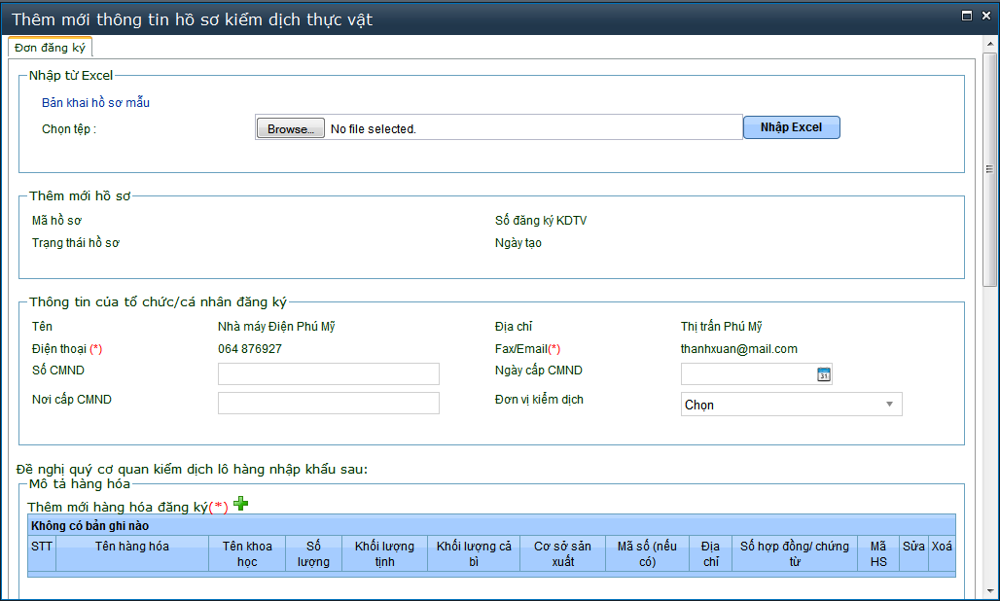 Thêm mới thông tin hồ sơ kiểm dịch thực vật
Đơn đăng ký
Nhập từ Excel
Bản khai hồ sơ mẫu
Chọn tệp :
Browse... No file selected.
Nhập Excel
Thêm mới hồ sơ
Mã hồ sơ
Số đăng ký KDTV
Trạng thái hồ sơ
Ngày tạo
Thông tin của tổ chức/cá nhân đăng ký
Tên
Nhà máy Điện Phú Mỹ
Địa chỉ
Thị trấn Phú Mỹ
Điện thoại (*)
064 876927
Fax/Email(*)
thanhxuan@mail.com
Số CMND
Ngày cấp CMND
31
Nơi cấp CMND
Đơn vị kiểm dịch
Chọn
Đề nghị quý cơ quan kiểm dịch lô hàng nhập khẩu sau:
Mô tả hàng hóa
Thêm mới hàng hóa đăng ký(*)
Không có bản ghi nào
STT
Tên hàng hóa
Tên khoa
học
Số
lượng
Khối lượng
tịnh
Khối lượng cả
bì
Cơ sở sản
xuất
Mã số (nếu
có)
Địa
chỉ
Số hợp đồng/ chứng
từ
Mã
HS
Sửa
Xoá